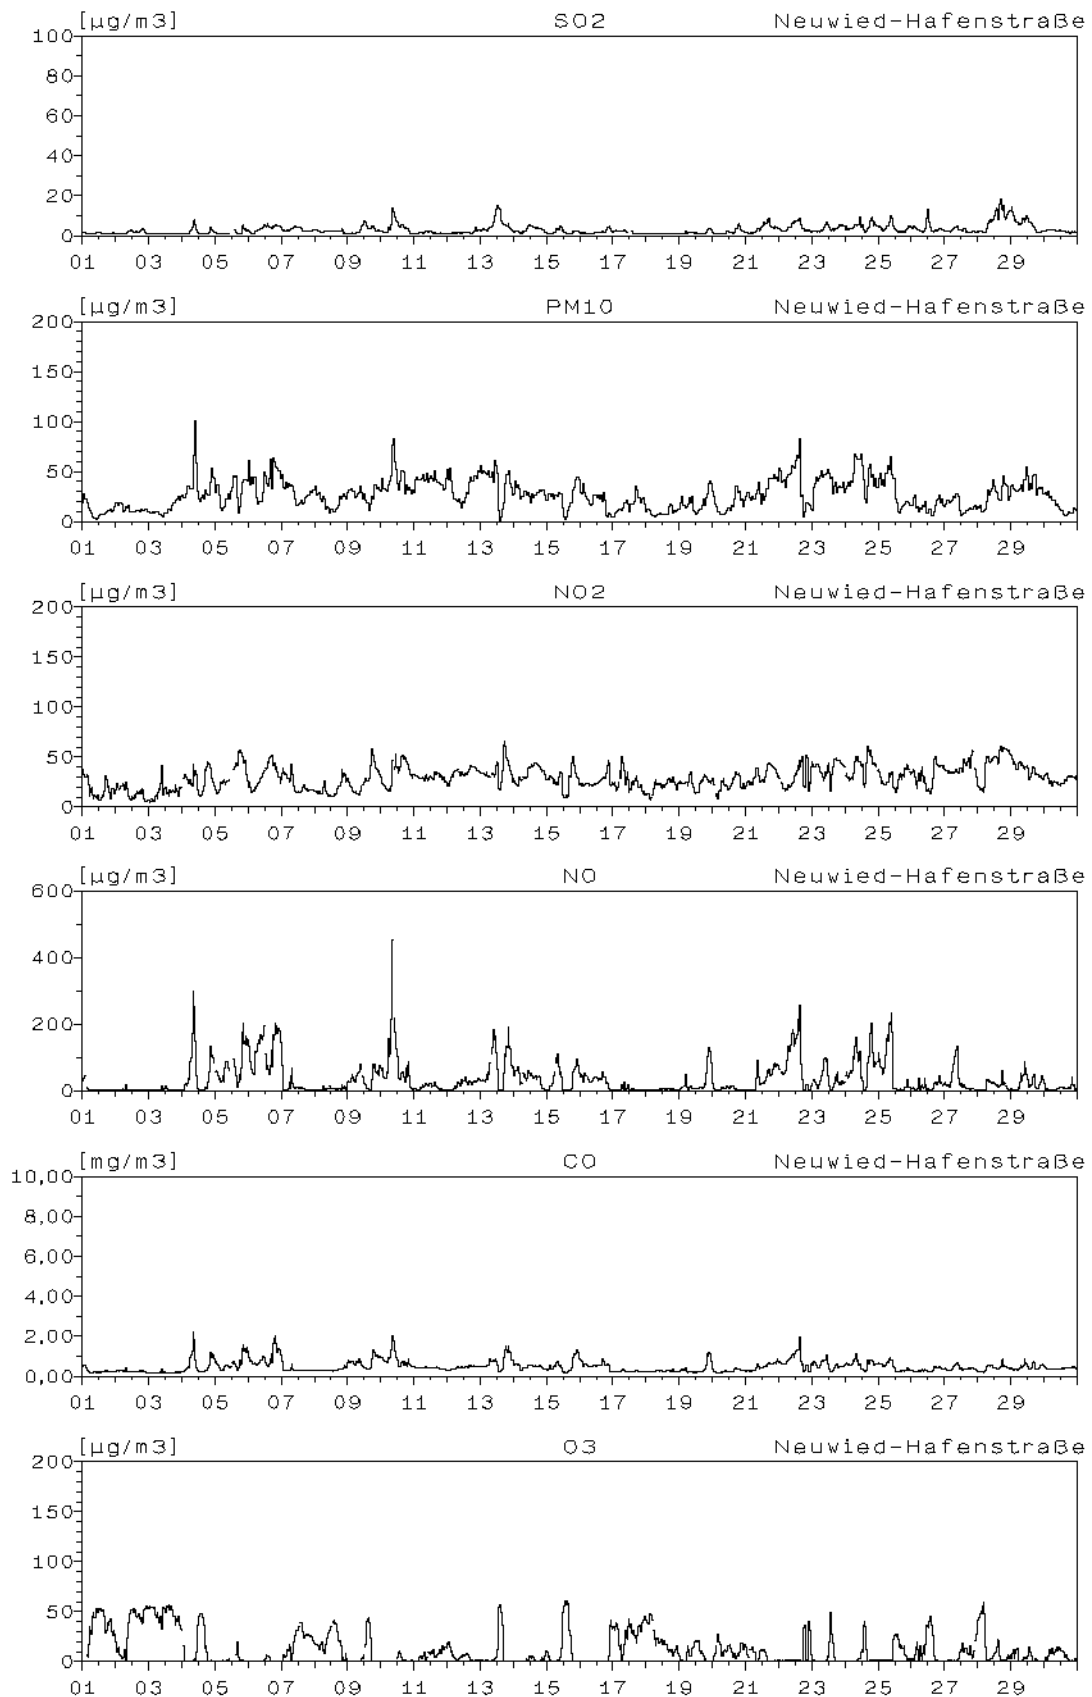 [µg/m3] SO2 Neuwied-Hafenstraße
100
80
60
40
20
0
01 03 05 07 09 11 13 15 17 19 21 23 25 27 29
[µg/m3] PM10 Neuwied-Hafenstraße
200
150
100
50
0
01 03 05 07 09 11 13 15 17 19 21 23 25 27 29
[µg/m3] NO2 Neuwied-Hafenstraße
200
150
100
50
0
01 03 05 07 09 11 13 15 17 19 21 23 25 27 29
[µg/m3] NO Neuwied-Hafenstraße
600
400
200
0
01 03 05 07 09 11 13 15 17 19 21 23 25 27 29
[mg/m3] CO Neuwied-Hafenstraße
10,00
8,00
6,00
4,00
2,00
0,00
01 03 05 07 09 11 13 15 17 19 21 23 25 27 29
[µg/m3] O3 Neuwied-Hafenstraße
200
150
100
50
0
01 03 05 07 09 11 13 15 17 19 21 23 25 27 29